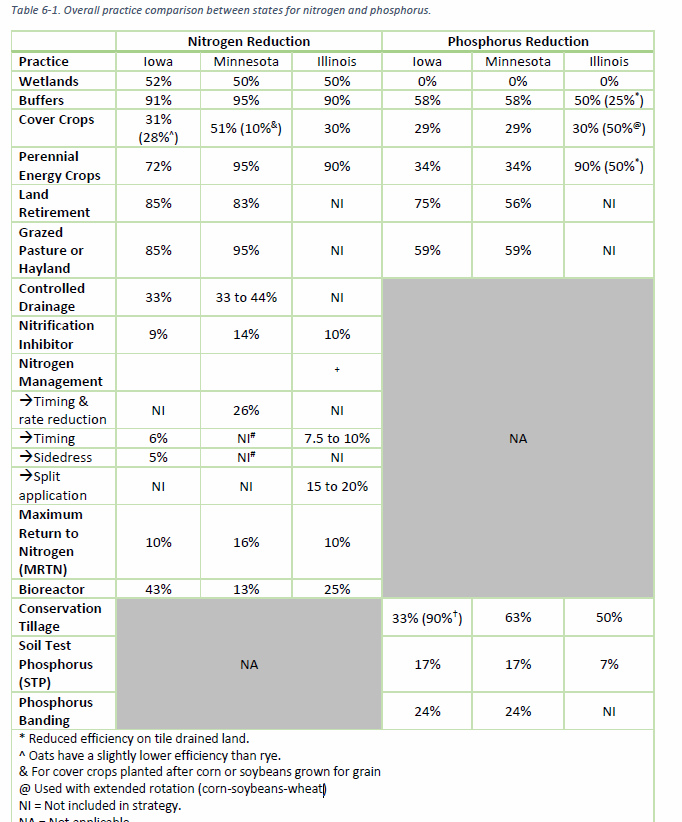 Table 6-1. Overall practice comparison between states for nitrogen and phosphorus.
Nitrogen Reduction Phosphorus Reduction
Practice Iowa Minnesota Illinois Iowa Minnesota Illinois
Wetlands 52% 50% 50% 0% 0% 0%
Buffers 91% 95% 90% 58% 58% 50% (25%*)
Cover Crops 31% (28%^) 51% (10%&) 30% 29% 29% 30% (50%@)
Perennial Energy Crops 72% 95% 90% 34% 34% 90% (50%*)
Land Retirement 85% 83% NI 75% 56% NI
Grazed Pasture or Hayland 85% 95% NI 59% 59% NI
Controlled Drainage 33% 33 to 44% NI
Nitrification Inhibitor 9% 14% 10%
Nitrogen Management +
→Timing & rate reduction NI 26% NI
NA
→Timing 6% NI# 7.5 to 10%
→Sidedress 5% NI# NI
→Split application NI NI 15 to 20%
Maximum Return to Nitrogen (MRTN) 10% 16% 10%
Bioreactor 43% 13% 25%
Conservation Tillage 33% (90%†) 63% 50%
Soil Test Phosphorus (STP) NA 17% 17% 7%
Phosphorus Banding 24% 24% NI
* Reduced efficiency on tile drained land.
^ Oats have a slightly lower efficiency than rye.
& For cover crops planted after corn or soybeans grown for grain
@ Used with extended rotation (corn-soybeans-wheat)
NI = Not included in strategy.
NA = Not applicable